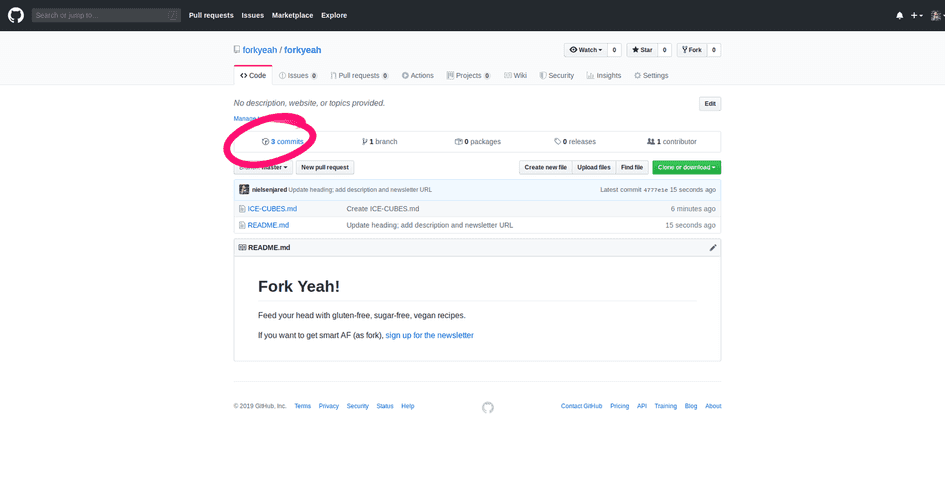 Search or jump to... /
Pull requests Issues Marketplace Explore
forkyeah / forkyeah
Watch 0 Star 0 Fork 0
Code Issues 0 Pull requests 0 Actions Projects 0 Wiki Security Insights Settings
No description, website, or topics provided.
Edit
Manage
3 commits 1 branch 0 packages 0 releases 1 contributor
master New pull request Create new file Upload files Find file Clone or download
nielsenjared Update heading; add description and newsletter URL Latest commit 4777e1e 15 seconds ago
ICE-CUBES.md Create ICE-CUBES.md 6 minutes ago
README.md Update heading; add description and newsletter URL 15 seconds ago
README.md
Fork Yeah!
Feed your head with gluten-free, sugar-free, vegan recipes.
If you want to get smart AF (as fork), sign up for the newsletter
© 2019 GitHub, Inc. Terms Privacy Security Status Help Contact GitHub Pricing API Training Blog About